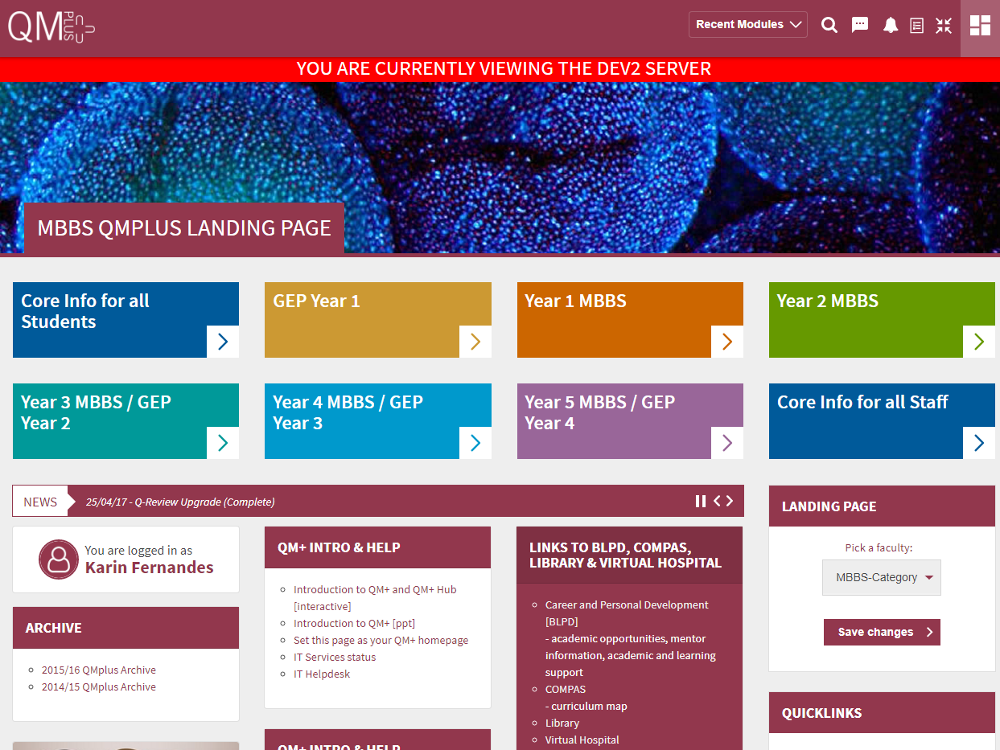 QM
PLUS
Recent Modules
YOU ARE CURRENTLY VIEWING THE DEV2 SERVER
MBBS QMPLUS LANDING PAGE
Core Info for all
Students
GEP Year 1
Year 1 MBBS
Year 2 MBBS
Year 3 MBBS / GEP
Year 2
Year 4 MBBS / GEP
Year 3
Year 5 MBBS / GEP
Year 4
Core Info for all Staff
NEWS
25/04/17 - Q-Review Upgrade (Complete)
You are logged in as
Karin Fernandes
ARCHIVE
2015/16 QMplus Archive
2014/15 QMplus Archive
QM+ INTRO & HELP
Introduction to QM+ and QM+ Hub
[interactive]
Introduction to QM+ [ppt]
Set this page as your QM+ homepage
IT Services status
IT Helpdesk
QM+ INTRO & HELP
LINKS TO BLPD, COMPAS,
LIBRARY & VIRTUAL HOSPITAL
Career and Personal Development
[BLPD]
- academic opportunities, mentor
information, academic and learning
support
COMPAS
- curriculum map
Library
Virtual Hospital
LANDING PAGE
Pick a faculty:
MBBS-Category
Save changes
QUICKLINKS